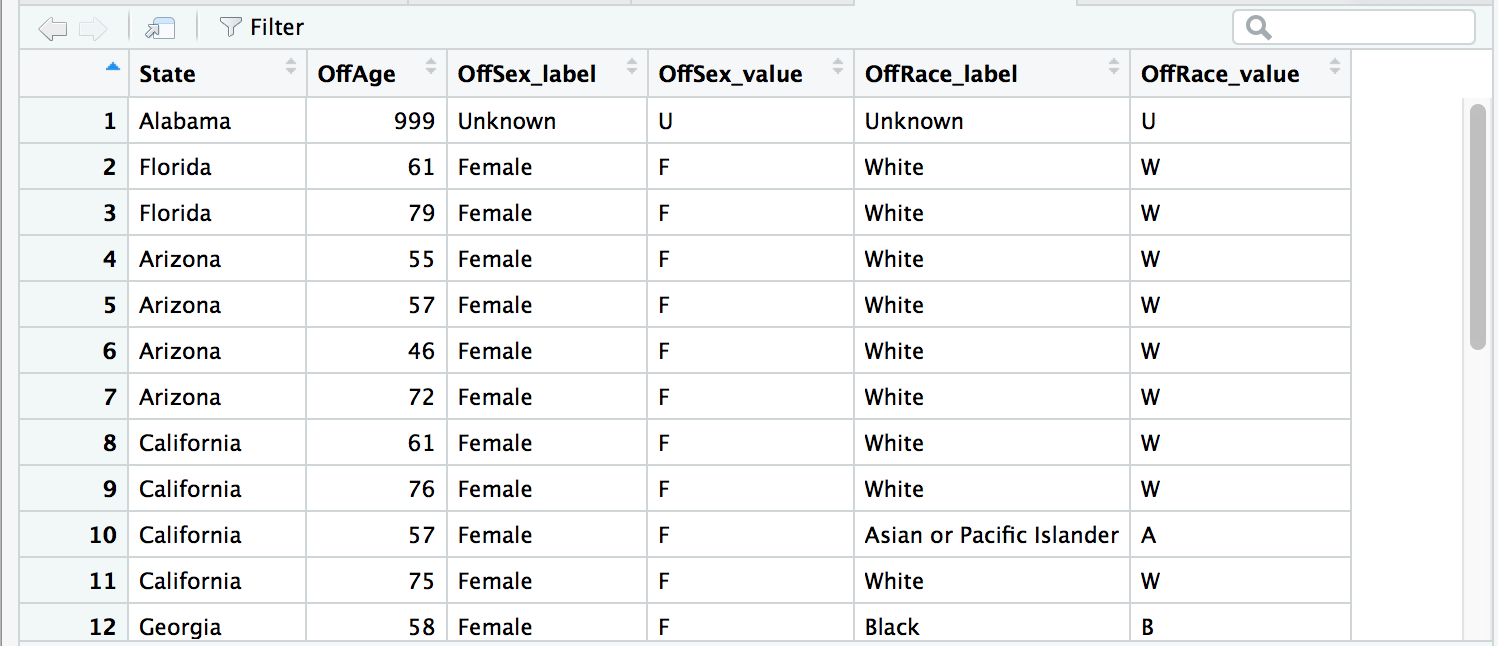 Filter
State OffAge OffSex_label OffSex_value OffRace_label OffRace_value
1 Alabama 999 Unknown U Unknown U
2 Florida 61 Female F White W
3 Florida 79 Female F White W
4 Arizona 55 Female F White W
5 Arizona 57 Female F White W
6 Arizona 46 Female F White W
7 Arizona 72 Female F White W
8 California 61 Female F White W
9 California 76 Female F White W
10 California 57 Female F Asian or Pacific Islander A
11 California 75 Female F White W
12 Georgia 58 Female F Black B